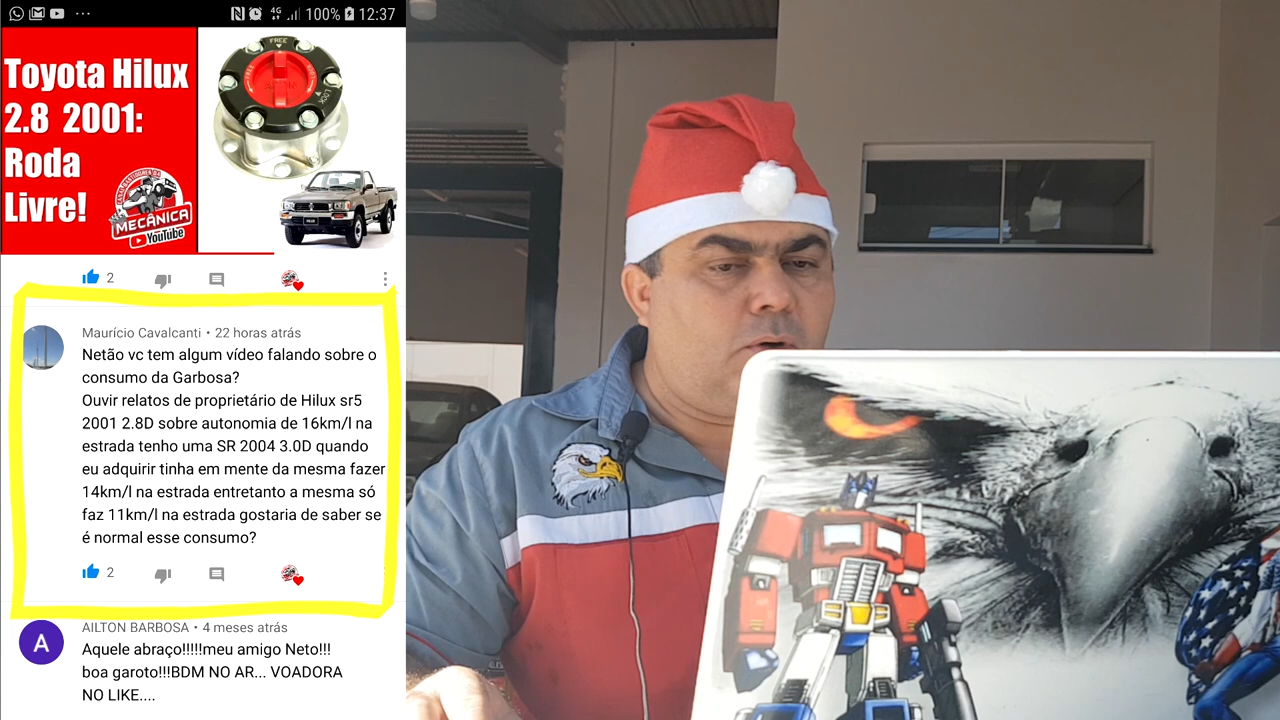 4G
100%
12:37
Toyota Hilux
2.8 2001:
Roda
Livre!
MECÂNICA
YouTube
FREE
LOCK
HILUX
2
Maurício Cavalcanti • 22 horas atrás
Netão vc tem algum vídeo falando sobre o
consumo da Garbosa?
Ouvir relatos de proprietário de Hilux sr5
2001 2.8D sobre autonomia de 16km/l na
estrada tenho uma SR 2004 3.0D quando
eu adquirir tinha em mente da mesma fazer
14km/l na estrada entretanto a mesma só
faz 11km/l na estrada gostaria de saber se
é normal esse consumo?
2
A
AILTON BARBOSA • 4 meses atrás
Aquele abraço!!!!!meu amigo Neto!!!
boa garoto!!!BDM NO AR... VOADORA
NO LIKE....